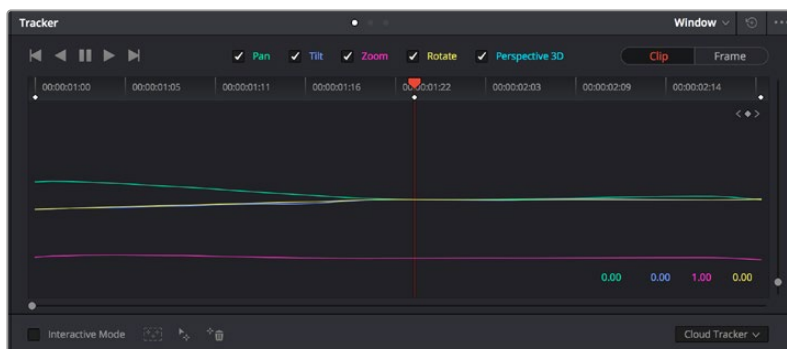 Tracker
Window
Pan Tilt Zoom Rotate Perspective 3D
Clip Frame
00:00:01:00 00:00:01:05 00:00:01:11 00:00:01:16 00:00:01:22 00:00:02:03 00:00:02:09 00:00:02:14
0.00 0.00 1.00 0.00
Interactive Mode
Cloud Tracker